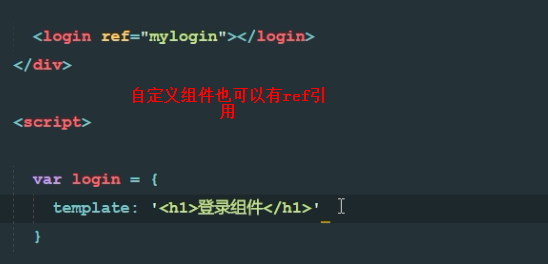 <login ref="mylogin"></login>
</div>
自定义组件也可以有ref引
用
<script>
var login = {
template: '<h1>登录组件</h1>'
}